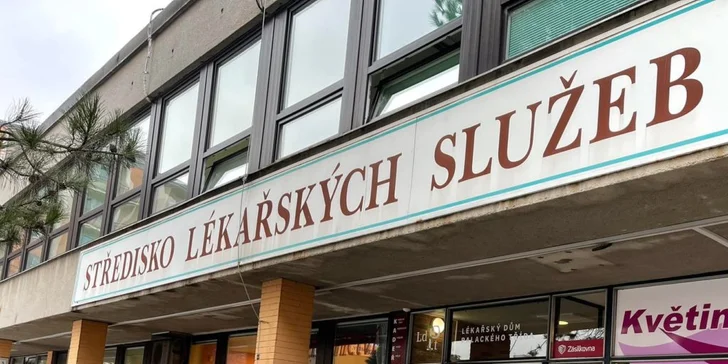 STŘEDISKO LÉKAŘSKÝCH SLUŽEB
LÉKAŘSKÝ DŮM
PALACKÉHO TŘÍDA
Zásilkovna
Květin